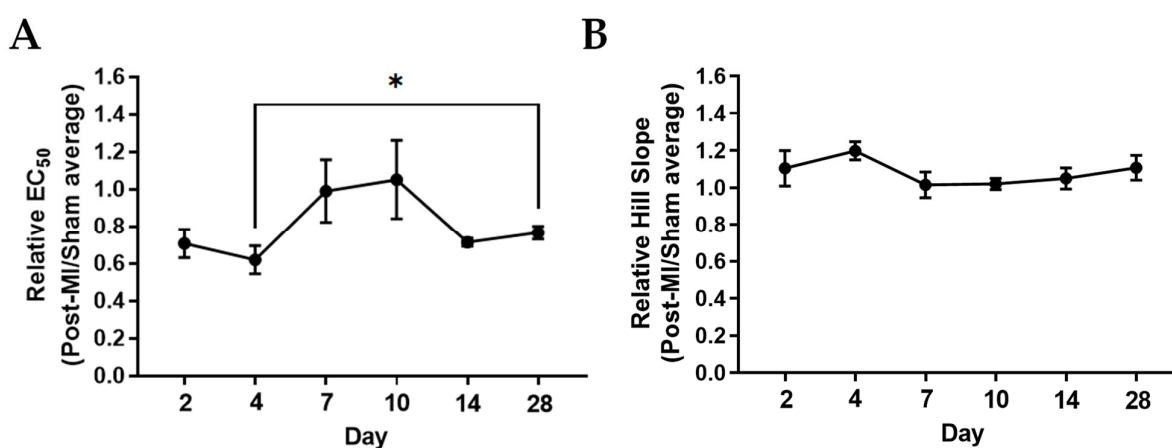 A
Relative EC50
(Post-MI/Sham average)
1.6
1.4
1.2
1.0
0.8
0.6
0.4
0.2
0.0
*
2 4 7 10 14 28
Day
B
Relative Hill Slope
(Post-MI/Sham average)
1.6
1.4
1.2
1.0
0.8
0.6
0.4
0.2
0.0
2 4 7 10 14 28
Day